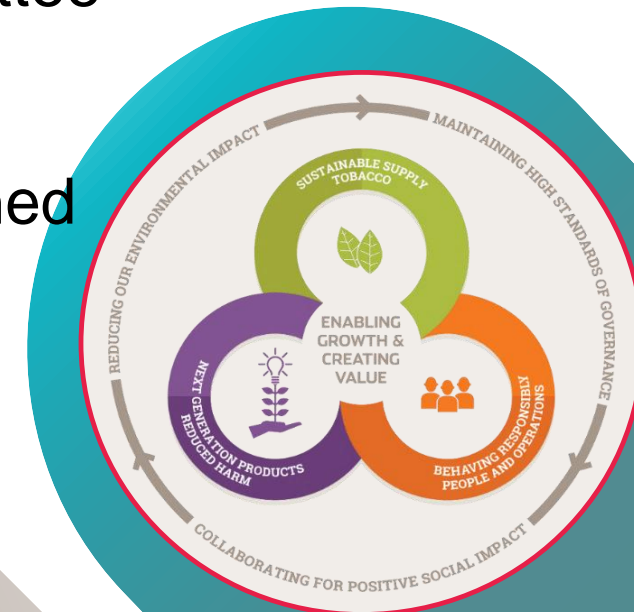 ned
REDUCING OUR ENVIRONMENTAL IMPACT
MAINTAINING HIGH STANDARDS OF GOVERNANCE
COLLABORATING FOR POSITIVE SOCIAL IMPACT
SUSTAINABLE SUPPLY
TOBACCO
ENABLING
GROWTH &
CREATING
VALUE
NEXT GENERATION PRODUCTS
REDUCED HARM
BEHAVING RESPONSIBLY
PEOPLE AND OPERATIONS